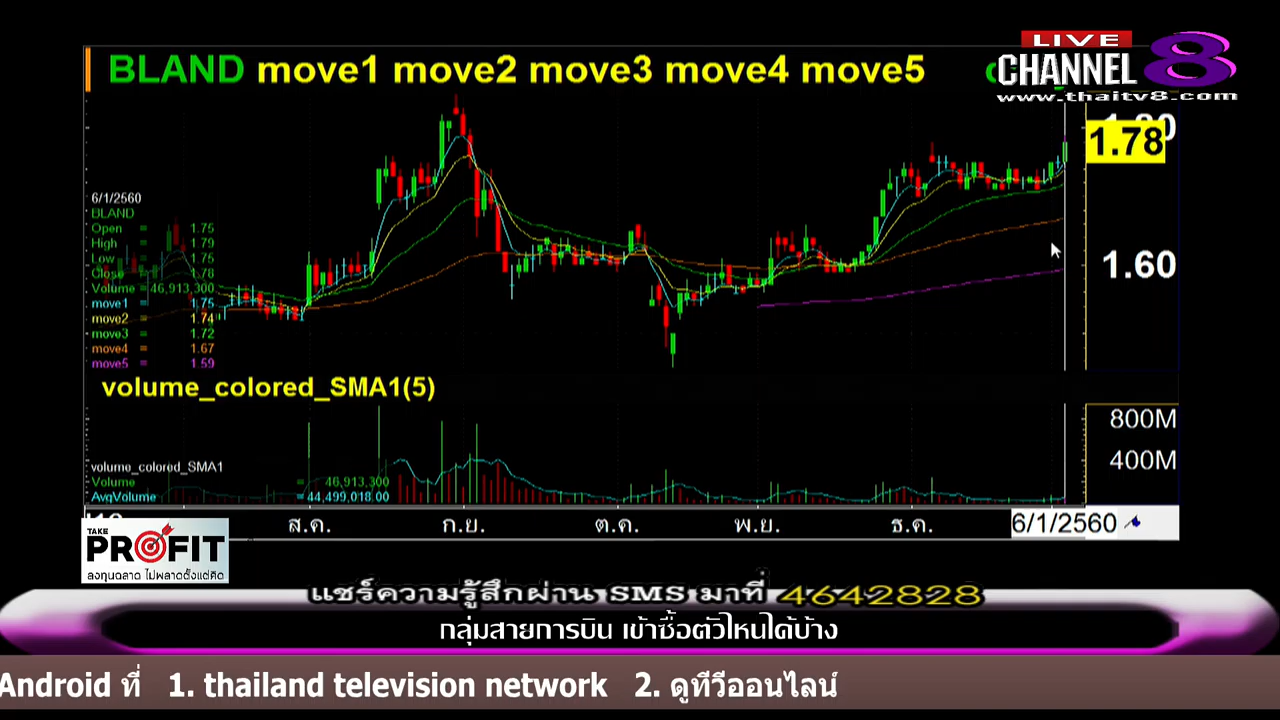 BLAND move1 move2 move3 move4 move5
LIVE
CHANNEL 8
www.thaitv8.com
1.78
1.60
6/1/2560
BLAND
Open = 1.75
High = 1.79
Low = 1.75
Close = 1.78
Volume = 46,913,300
move1 = 1.75
move2 = 1.74
move3 = 1.72
move4 = 1.67
move5 = 1.59
volume_colored_SMA1(5)
800M
400M
volume_colored_SMA1
Volume = 46,913,300
AvgVolume = 44,499,018.00
ส.ค. ก.ย. ต.ค. พ.ย. ธ.ค. 6/1/2560
TAKE
PROFIT
ลงทุนฉลาด ไม่พลาดตั้งแต่คิด
แชร์ความรู้สึกผ่าน SMS มาที่ 4642828
กลุ่มสายการบิน เข้าซื้อตัวไหนได้บ้าง
Android ที่ 1. thailand television network 2. ดูทีวีออนไลน์